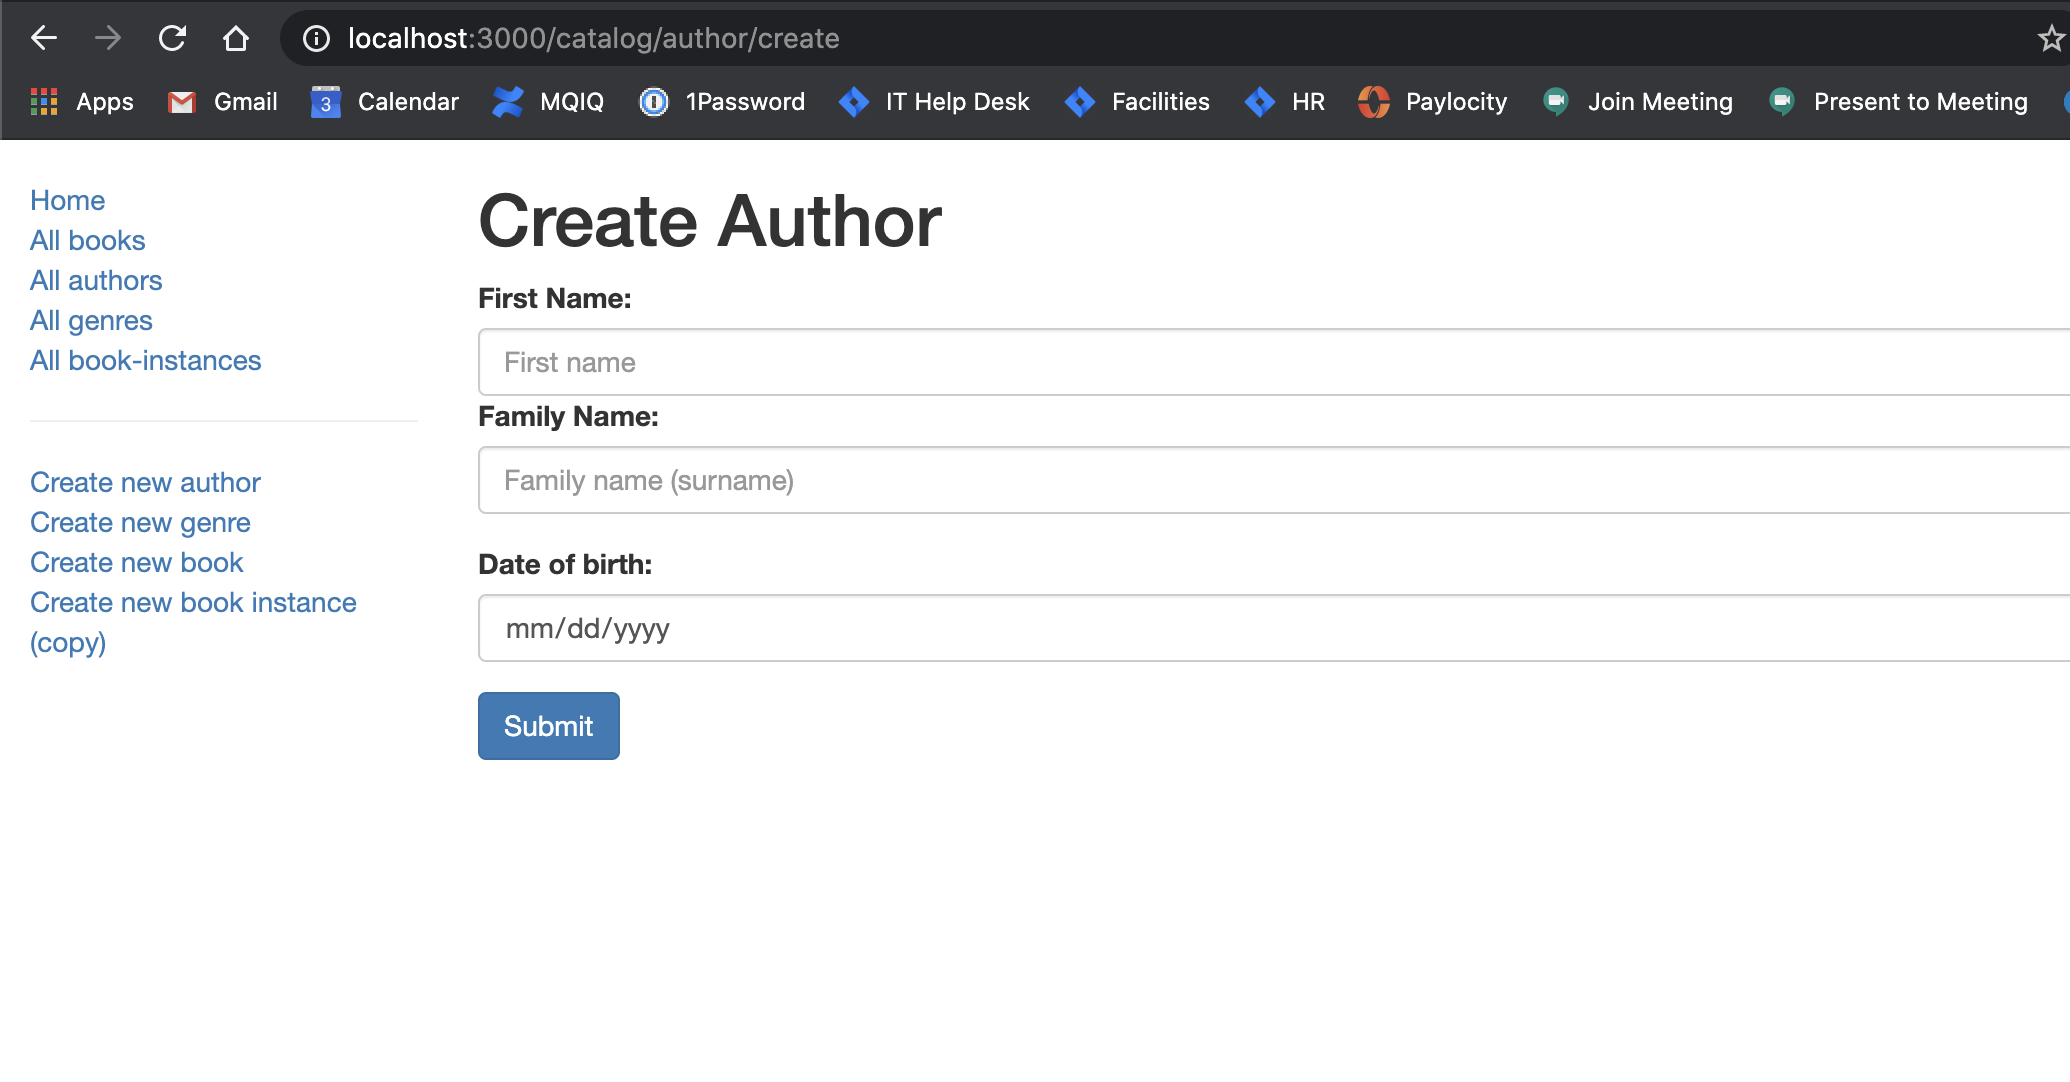 localhost:3000/catalog/author/create
Apps Gmail 3 Calendar MQIQ 1Password IT Help Desk Facilities HR Paylocity Join Meeting Present to Meeting
Home
All books
All authors
All genres
All book-instances
Create new author
Create new genre
Create new book
Create new book instance
(copy)
Create Author
First Name:
First name
Family Name:
Family name (surname)
Date of birth:
mm/dd/yyyy
Submit